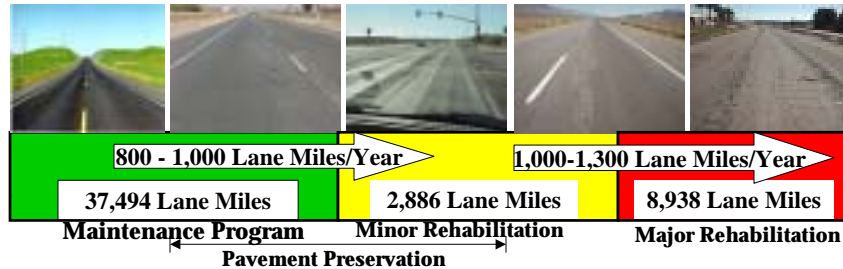 800 - 1,000 Lane Miles/Year
1,000-1,300 Lane Miles/Year
37,494 Lane Miles
2,886 Lane Miles
8,938 Lane Miles
Maintenance Program
Minor Rehabilitation
Major Rehabilitation
Pavement Preservation